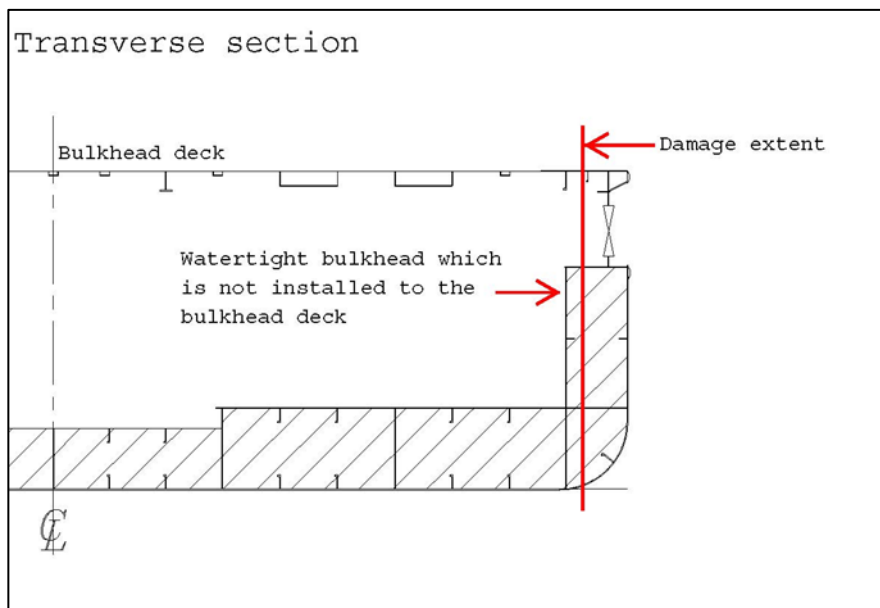 Transverse section
Bulkhead deck
Damage extent
Watertight bulkhead which
is not installed to the
bulkhead deck
CL